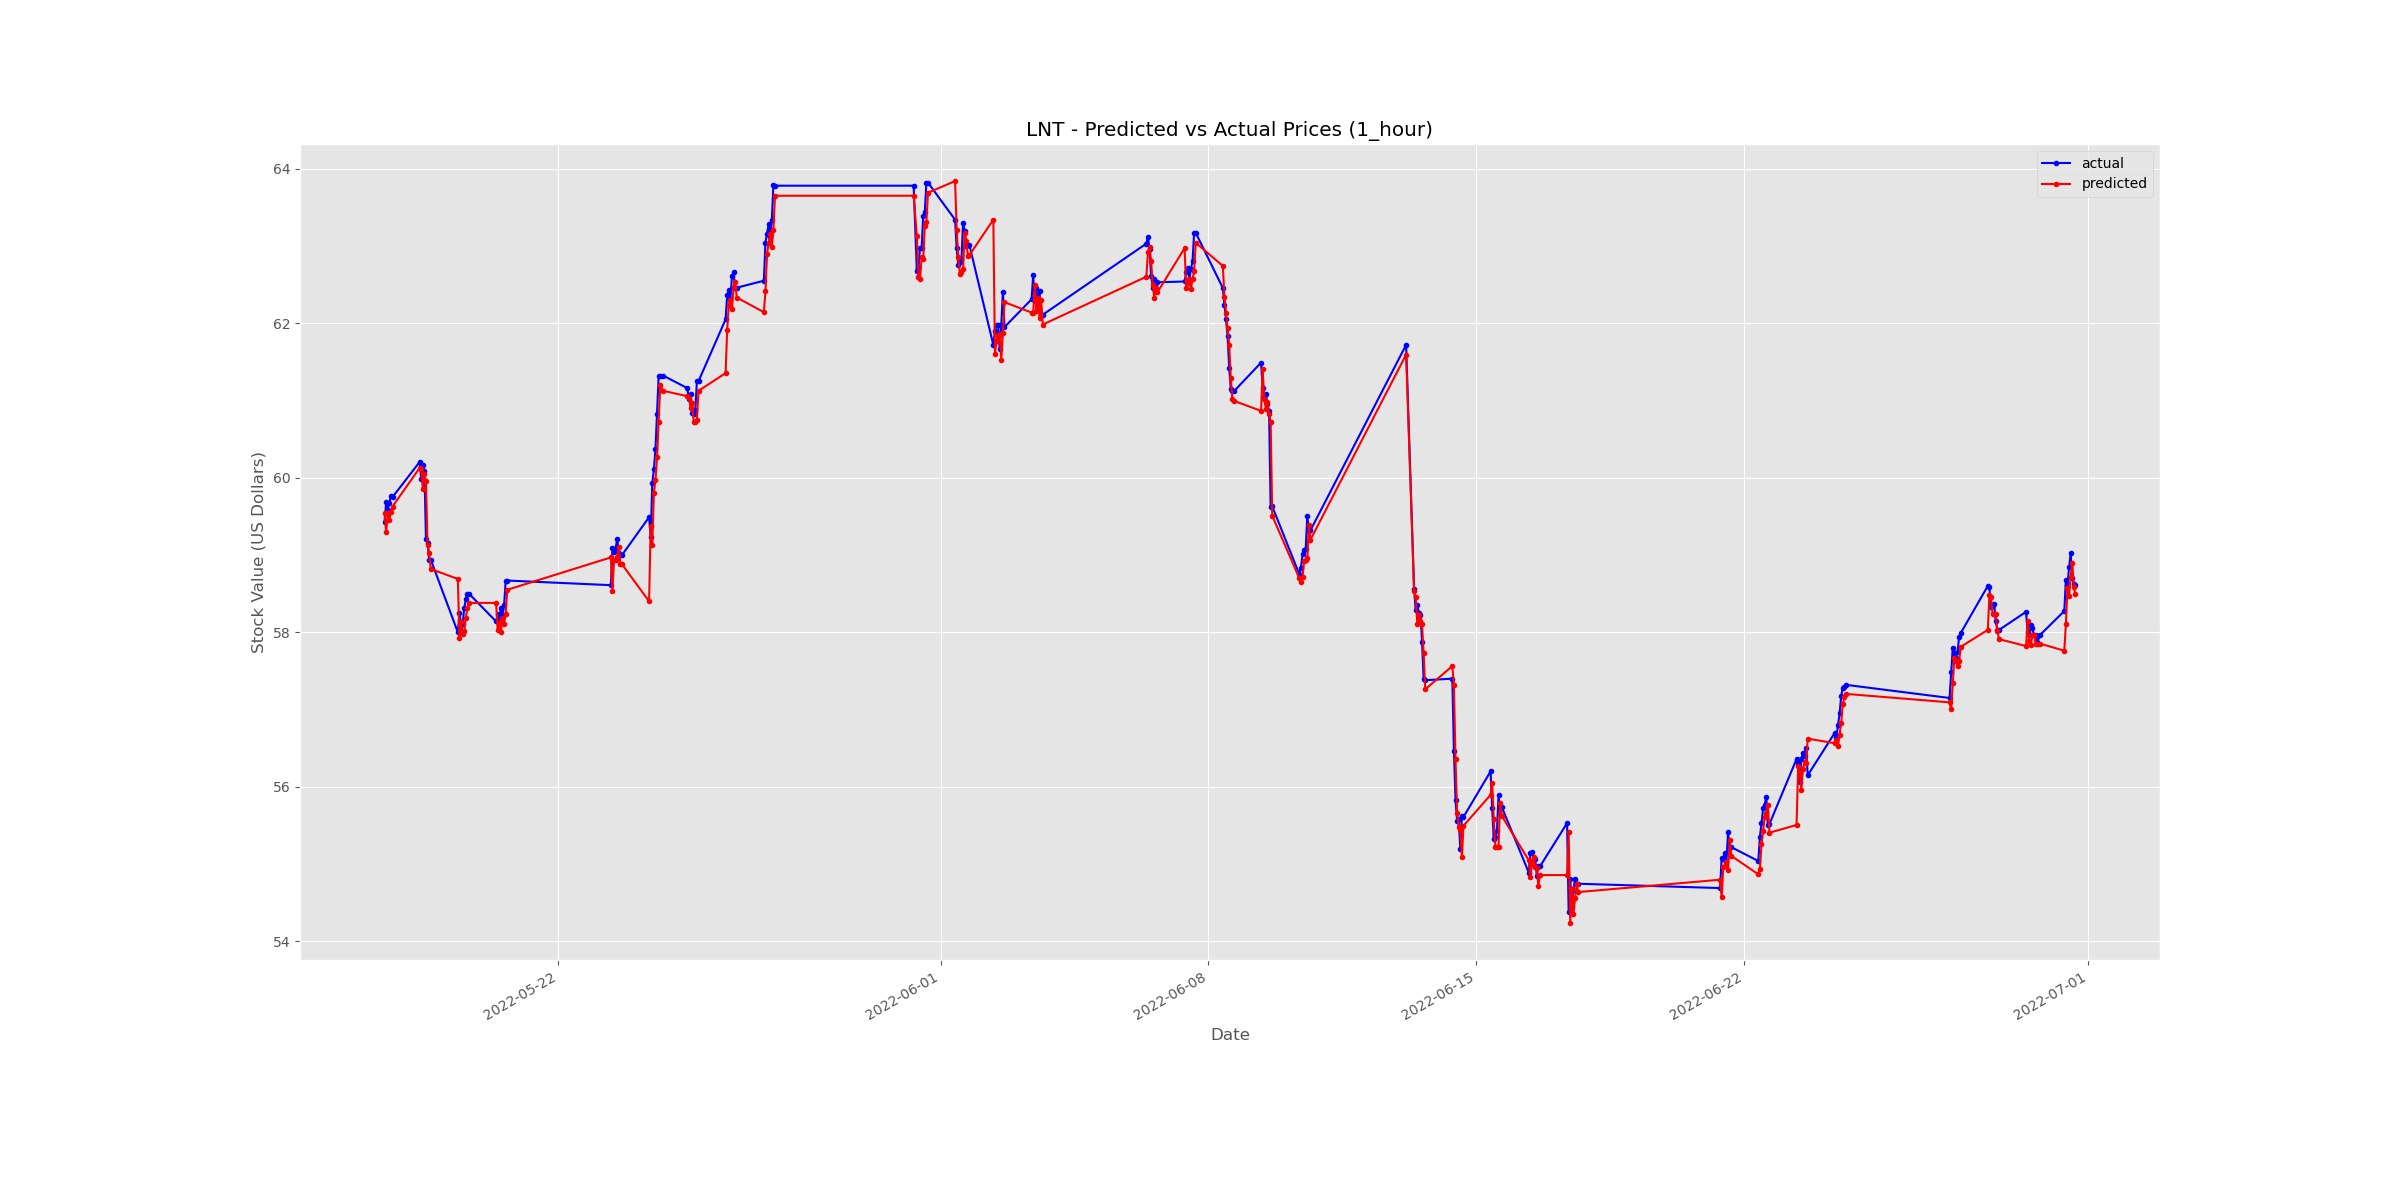 LNT - Predicted vs Actual Prices (1_hour)
actual
predicted
Stock Value (US Dollars)
64
62
60
58
56
54
2022-05-22
2022-06-01
2022-06-08
2022-06-15
2022-06-22
2022-07-01
Date